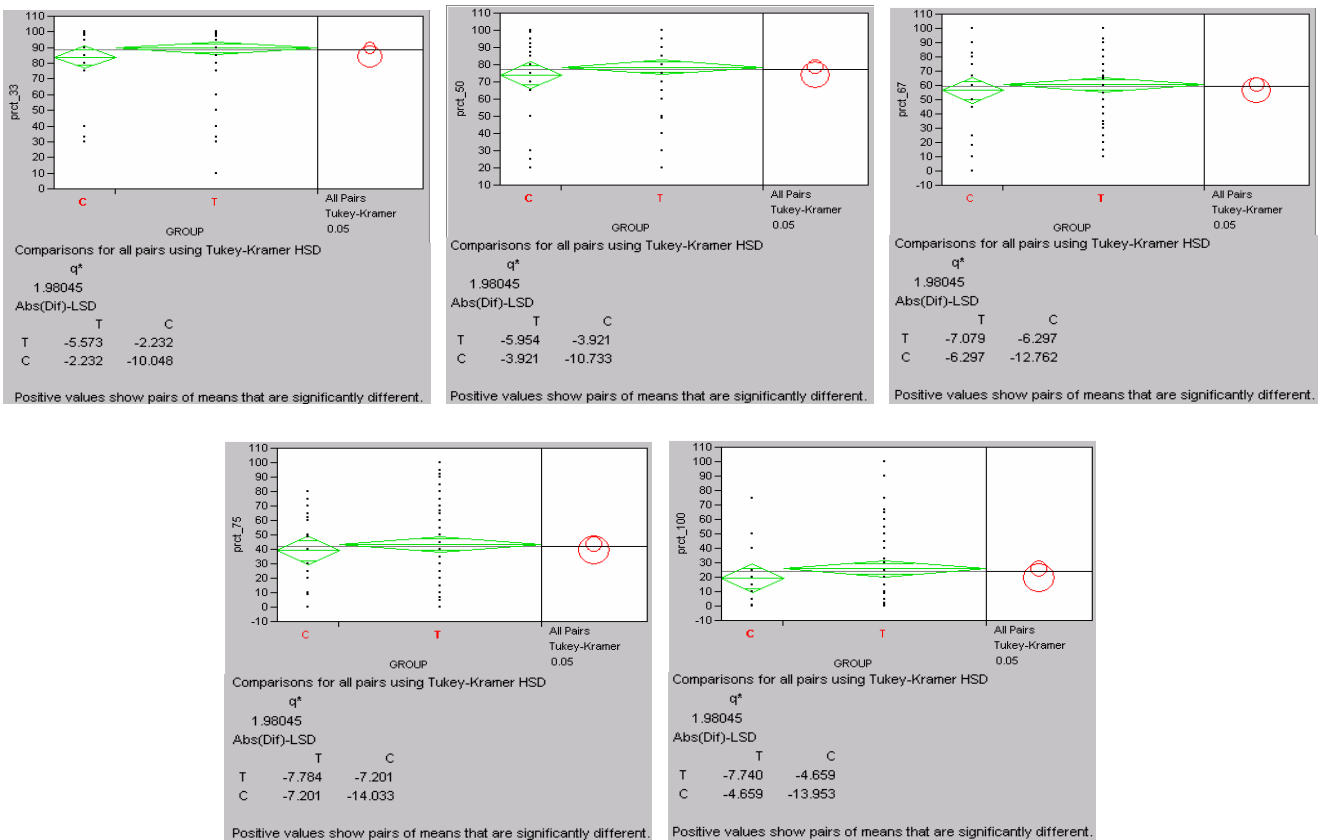 110
100
90
80
70
60
50
40
30
20
10
0
prct_33
C T
All Pairs
Tukey-Kramer
0.05
GROUP
Comparisons for all pairs using Tukey-Kramer HSD
q*
1.98045
Abs(Dif)-LSD
T C
T -5.573 -2.232
C -2.232 -10.048
Positive values show pairs of means that are significantly different.
110
100
90
80
70
60
50
40
30
20
10
prct_50
C T
All Pairs
Tukey-Kramer
0.05
GROUP
Comparisons for all pairs using Tukey-Kramer HSD
q*
1.98045
Abs(Dif)-LSD
T C
T -5.954 -3.921
C -3.921 -10.733
Positive values show pairs of means that are significantly different.
110
100
90
80
70
60
50
40
30
20
10
0
-10
prct_67
C T
All Pairs
Tukey-Kramer
0.05
GROUP
Comparisons for all pairs using Tukey-Kramer HSD
q*
1.98045
Abs(Dif)-LSD
T C
T -7.079 -6.297
C -6.297 -12.762
Positive values show pairs of means that are significantly different.
110
100
90
80
70
60
50
40
30
20
10
0
-10
prct_75
C T
All Pairs
Tukey-Kramer
0.05
GROUP
Comparisons for all pairs using Tukey-Kramer HSD
q*
1.98045
Abs(Dif)-LSD
T C
T -7.784 -7.201
C -7.201 -14.033
Positive values show pairs of means that are significantly different.
110
100
90
80
70
60
50
40
30
20
10
0
-10
prct_100
C T
All Pairs
Tukey-Kramer
0.05
GROUP
Comparisons for all pairs using Tukey-Kramer HSD
q*
1.98045
Abs(Dif)-LSD
T C
T -7.740 -4.659
C -4.659 -13.953
Positive values show pairs of means that are significantly different.